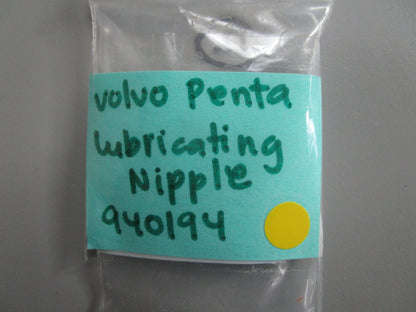 Volvo Penta
Lubricating
Nipple
940194